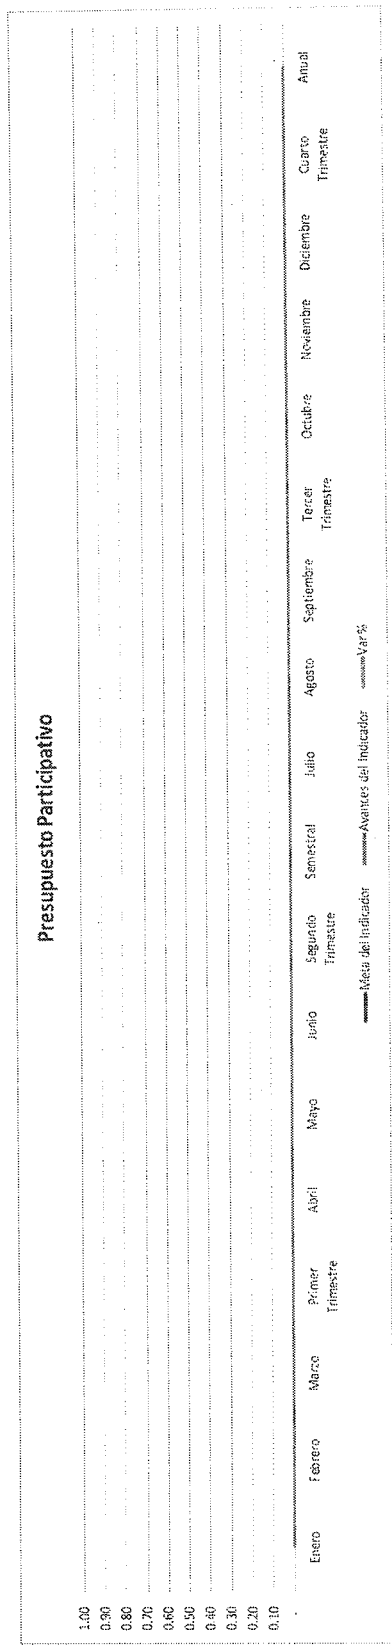 Presupuesto Participativo
1.00
0.90
0.80
0.70
0.60
0.50
0.40
0.30
0.20
0.10
-
Enero
Febrero
Marzo
Primer
Trimestre
Abril
Mayo
Junio
Segundo
Trimestre
Semestral
Julio
Agosto
Septiembre
Tercer
Trimestre
Octubre
Noviembre
Diciembre
Cuarto
Trimestre
Anual
Meta del Indicador
Avances del Indicador
Var%